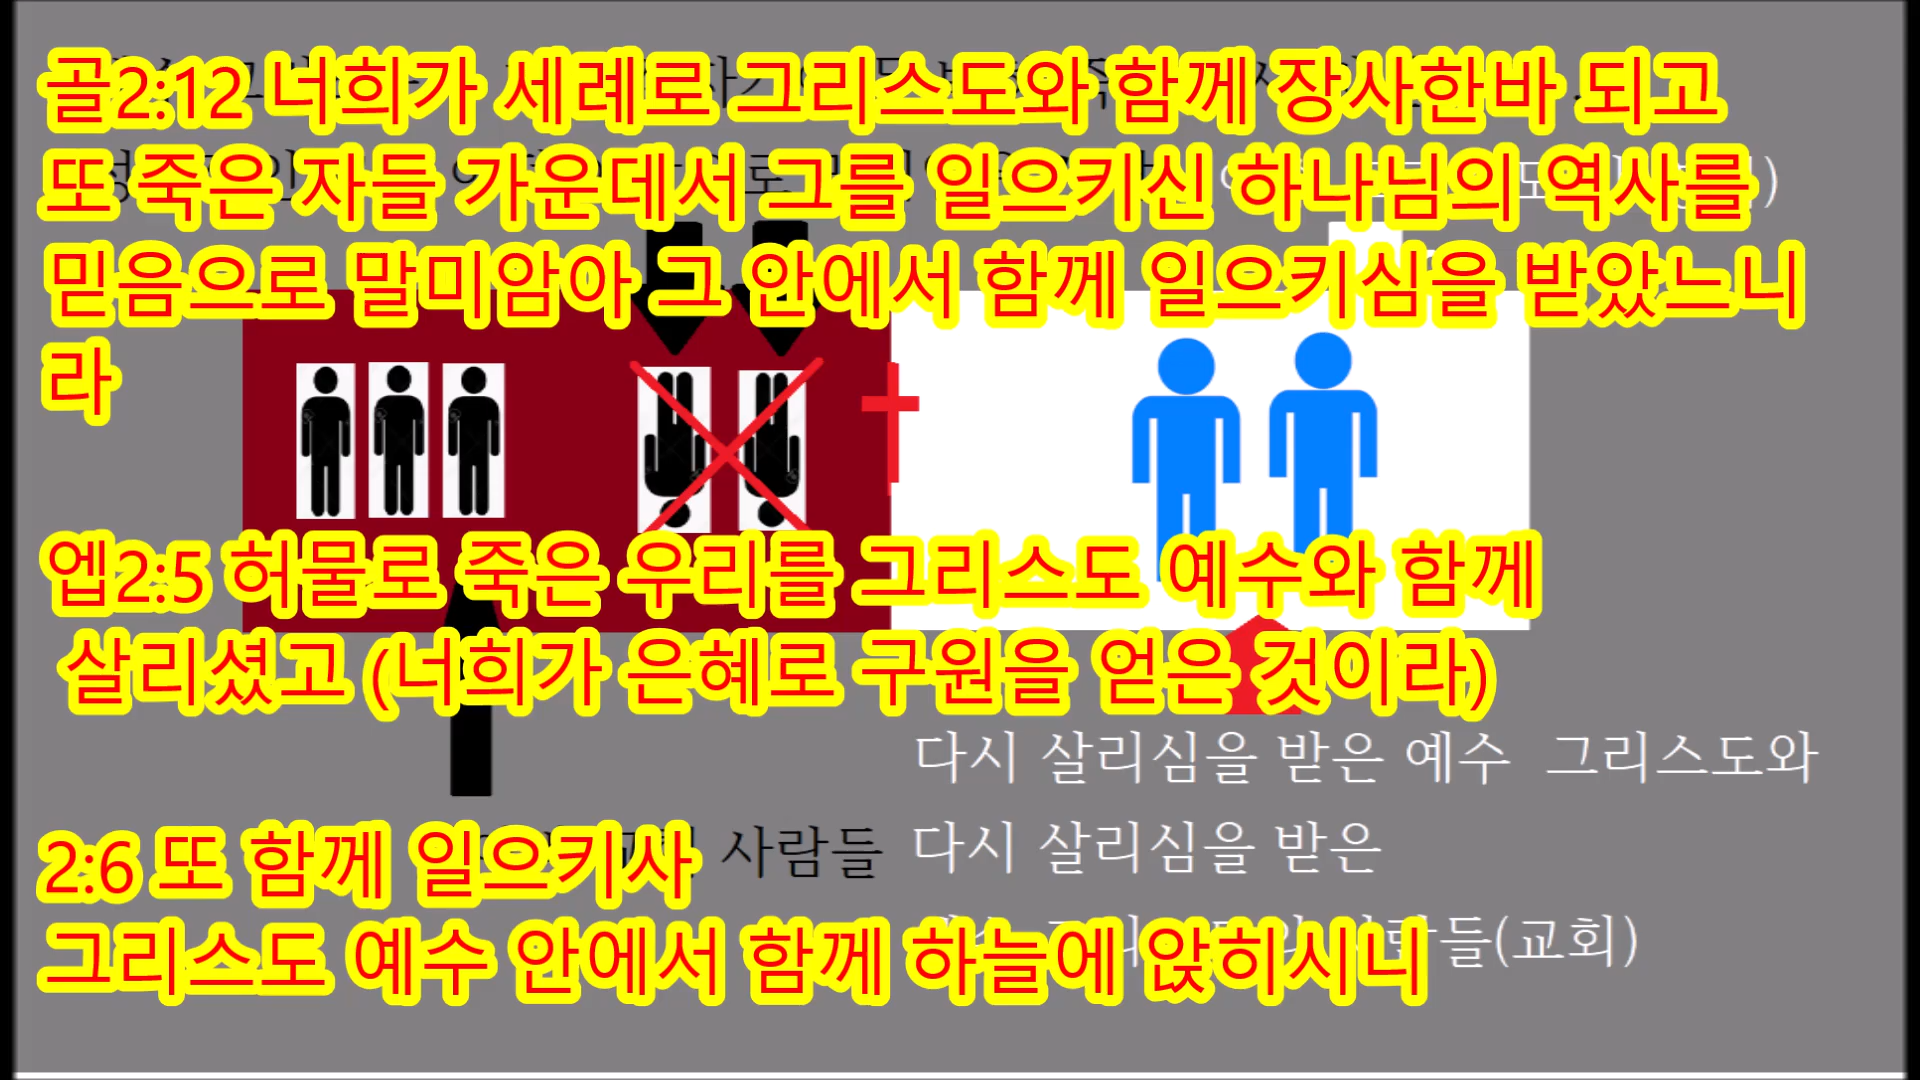 골2:12 너희가 세례로 그리스도와 함께 장사한바 되고
또 죽은 자들 가운데서 그를 일으키신 하나님의 역사를
믿음으로 말미암아 그 안에서 함께 일으키심을 받았느니
라
엡2:5 허물로 죽은 우리를 그리스도 예수와 함께
살리셨고 (너희가 은혜로 구원을 얻은 것이라)
다시 살리심을 받은 예수 그리스도와
2:6 또 함께 일으키사
사람들
다시 살리심을 받은
그리스도 예수 안에서 함께 하늘에 앉히시니
(교회)